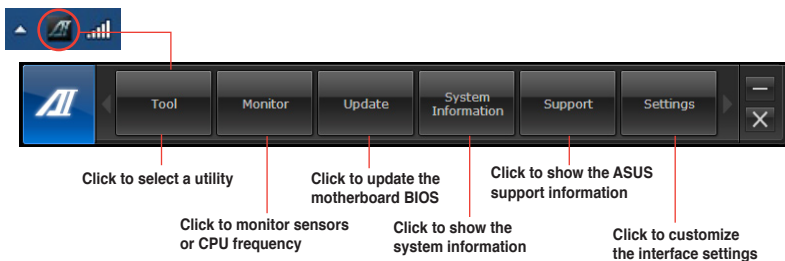 Tool
Monitor
Update
System
Information
Support
Settings
Click to select a utility
Click to update the
motherboard BIOS
Click to show the ASUS
support information
Click to monitor sensors
or CPU frequency
Click to show the
system information
Click to customize
the interface settings